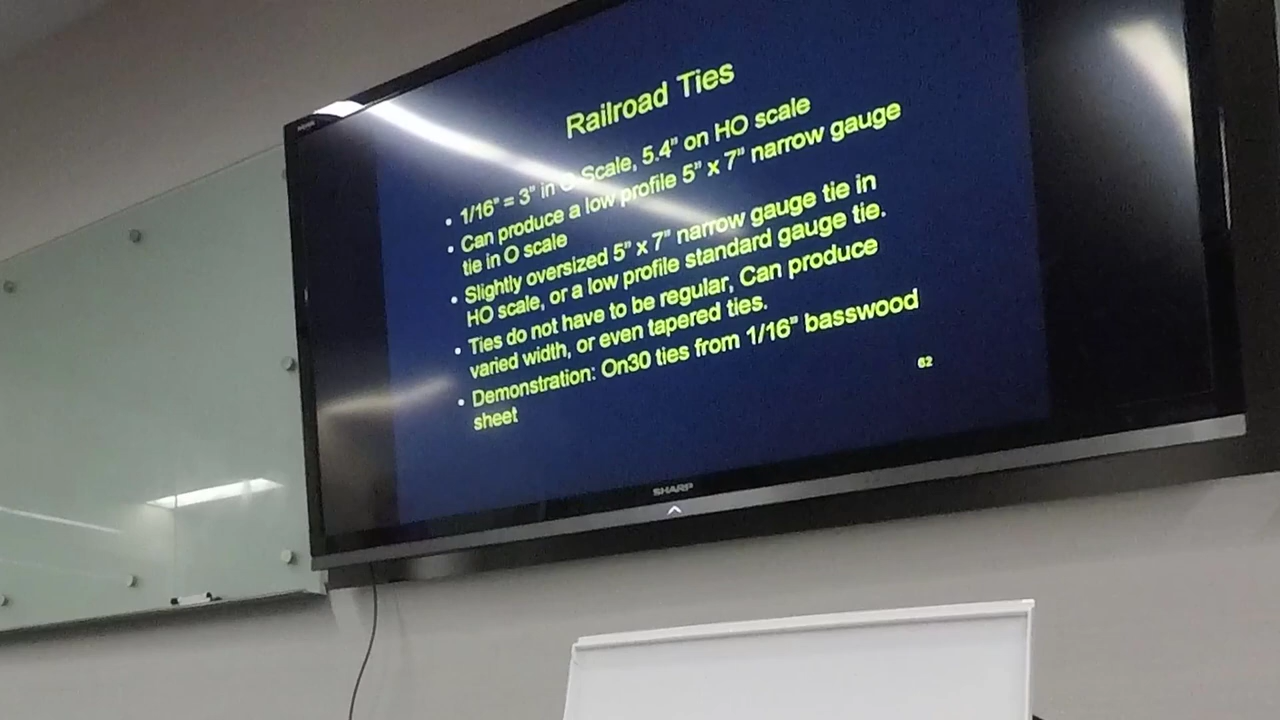 Railroad Ties
• 1/16" = 3" in O Scale, 5.4" on HO scale
• Can produce a low profile 5" x 7" narrow gauge
tie in O scale
• Slightly oversized 5" x 7" narrow gauge tie in
HO scale, or a low profile standard gauge tie.
• Ties do not have to be regular, Can produce
varied width, or even tapered ties.
• Demonstration: On30 ties from 1/16" basswood
sheet
62
SHARP